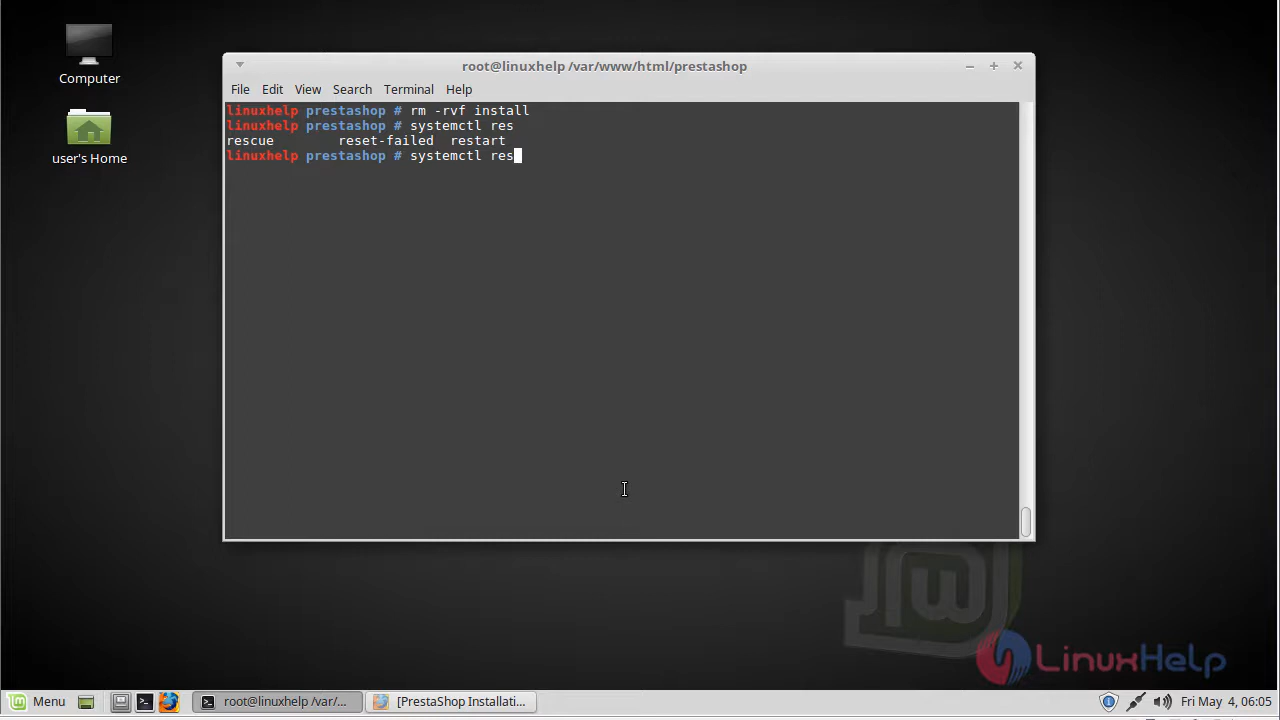 Computer
user's Home
root@linuxhelp /var/www/html/prestashop
File Edit View Search Terminal Help
linuxhelp prestashop # rm -rvf install
linuxhelp prestashop # systemctl res
rescue reset-failed restart
linuxhelp prestashop # systemctl res
LinuxHelp
Menu root@linuxhelp /var/... [PrestaShop Installati... Fri May 4, 06:05